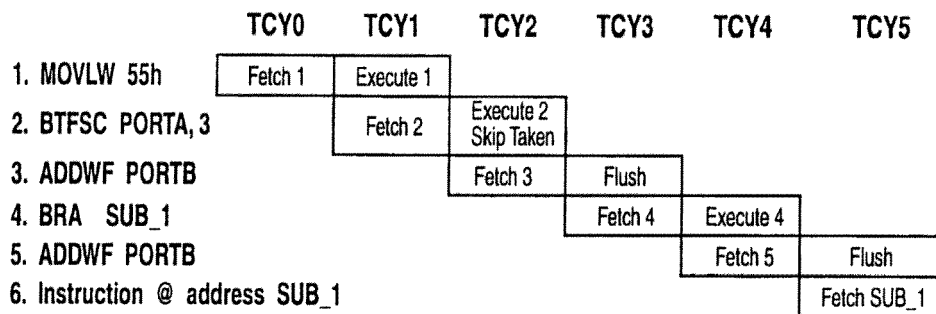 TCY0 TCY1 TCY2 TCY3 TCY4 TCY5
1. MOVLW 55h Fetch 1 Execute 1
2. BTFSC PORTA, 3 Fetch 2 Execute 2
Skip Taken
3. ADDWF PORTB Fetch 3 Flush
4. BRA SUB_1 Fetch 4 Execute 4
5. ADDWF PORTB Fetch 5 Flush
6. Instruction @ address SUB_1 Fetch SUB_1